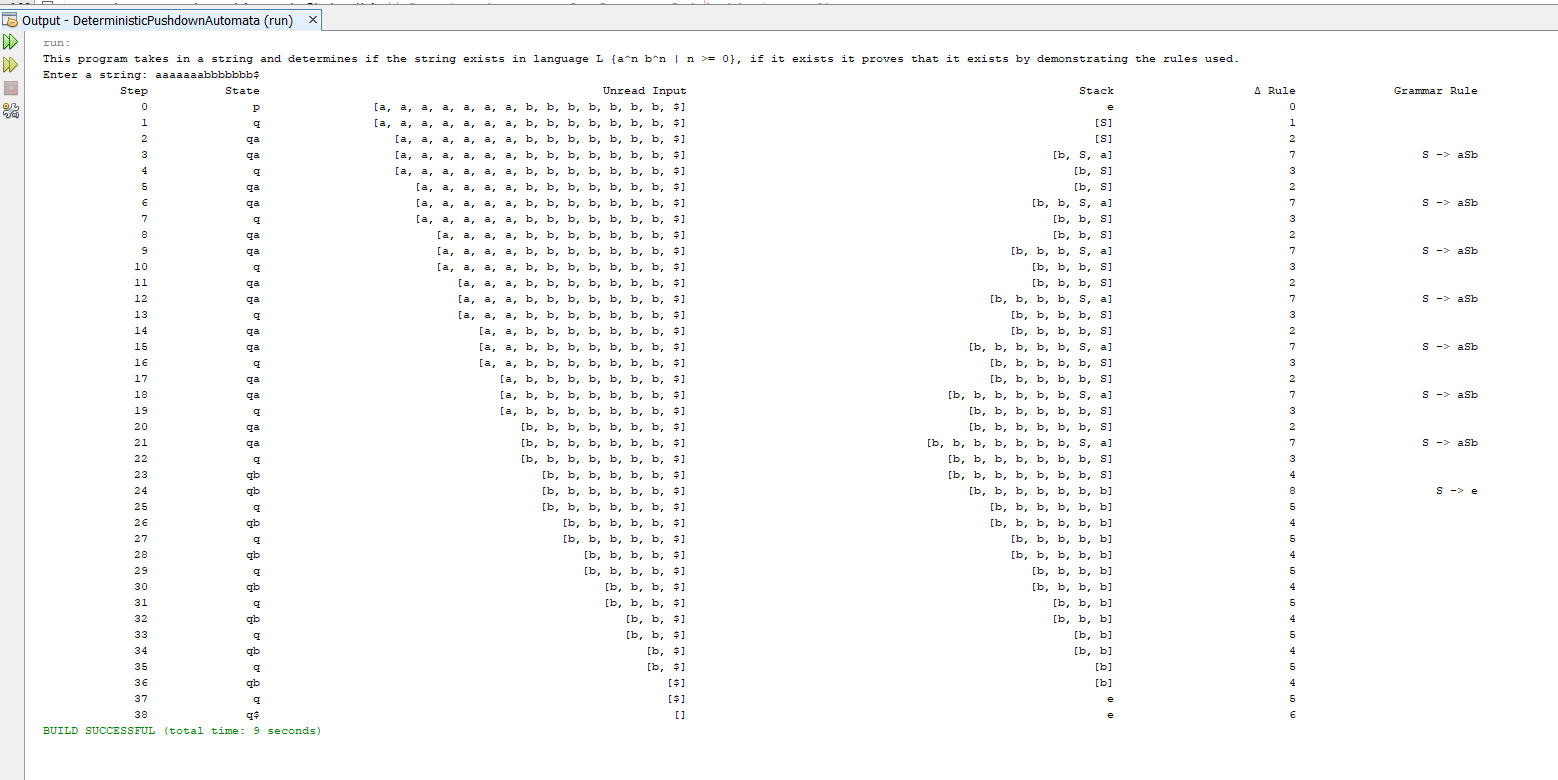 Output - DeterministicPushdownAutomata (run) ×
run:
This program takes in a string and determines if the string exists in language L {a^n b^n | n >= 0}, if it exists it proves that it exists by demonstrating the rules used.
Enter a string: aaaaaaabbbbbbb$
Step State Unread Input Stack Δ Rule Grammar Rule
0 p [a, a, a, a, a, a, a, b, b, b, b, b, b, b, $] e 0
1 q [a, a, a, a, a, a, a, b, b, b, b, b, b, b, $] [S] 1
2 qa [a, a, a, a, a, a, b, b, b, b, b, b, b, $] [S] 2
3 qa [a, a, a, a, a, a, b, b, b, b, b, b, b, $] [b, S, a] 7 S -> aSb
4 q [a, a, a, a, a, a, b, b, b, b, b, b, b, $] [b, S] 3
5 qa [a, a, a, a, a, b, b, b, b, b, b, b, $] [b, S] 2
6 qa [a, a, a, a, a, b, b, b, b, b, b, b, $] [b, b, S, a] 7 S -> aSb
7 q [a, a, a, a, a, b, b, b, b, b, b, b, $] [b, b, S] 3
8 qa [a, a, a, a, b, b, b, b, b, b, b, $] [b, b, S] 2
9 qa [a, a, a, a, b, b, b, b, b, b, b, $] [b, b, b, S, a] 7 S -> aSb
10 q [a, a, a, a, b, b, b, b, b, b, b, $] [b, b, b, S] 3
11 qa [a, a, a, b, b, b, b, b, b, b, $] [b, b, b, S] 2
12 qa [a, a, a, b, b, b, b, b, b, b, $] [b, b, b, b, S, a] 7 S -> aSb
13 q [a, a, a, b, b, b, b, b, b, b, $] [b, b, b, b, S] 3
14 qa [a, a, b, b, b, b, b, b, b, $] [b, b, b, b, S] 2
15 qa [a, a, b, b, b, b, b, b, b, $] [b, b, b, b, b, S, a] 7 S -> aSb
16 q [a, a, b, b, b, b, b, b, b, $] [b, b, b, b, b, S] 3
17 qa [a, b, b, b, b, b, b, b, $] [b, b, b, b, b, S] 2
18 qa [a, b, b, b, b, b, b, b, $] [b, b, b, b, b, b, S, a] 7 S -> aSb
19 q [a, b, b, b, b, b, b, b, $] [b, b, b, b, b, b, S] 3
20 qa [b, b, b, b, b, b, b, $] [b, b, b, b, b, b, S] 2
21 qa [b, b, b, b, b, b, b, $] [b, b, b, b, b, b, b, S, a] 7 S -> aSb
22 q [b, b, b, b, b, b, b, $] [b, b, b, b, b, b, b, S] 3
23 qb [b, b, b, b, b, b, $] [b, b, b, b, b, b, b, S] 4
24 qb [b, b, b, b, b, b, $] [b, b, b, b, b, b, b] 8 S -> e
25 q [b, b, b, b, b, b, $] [b, b, b, b, b, b] 5
26 qb [b, b, b, b, b, $] [b, b, b, b, b, b] 4
27 q [b, b, b, b, b, $] [b, b, b, b, b] 5
28 qb [b, b, b, b, $] [b, b, b, b, b] 4
29 q [b, b, b, b, $] [b, b, b, b] 5
30 qb [b, b, b, $] [b, b, b, b] 4
31 q [b, b, b, $] [b, b, b] 5
32 qb [b, b, $] [b, b, b] 4
33 q [b, b, $] [b, b] 5
34 qb [b, $] [b, b] 4
35 q [b, $] [b] 5
36 qb [$] [b] 4
37 q [$] e 5
38 q$ [] e 6
BUILD SUCCESSFUL (total time: 9 seconds)